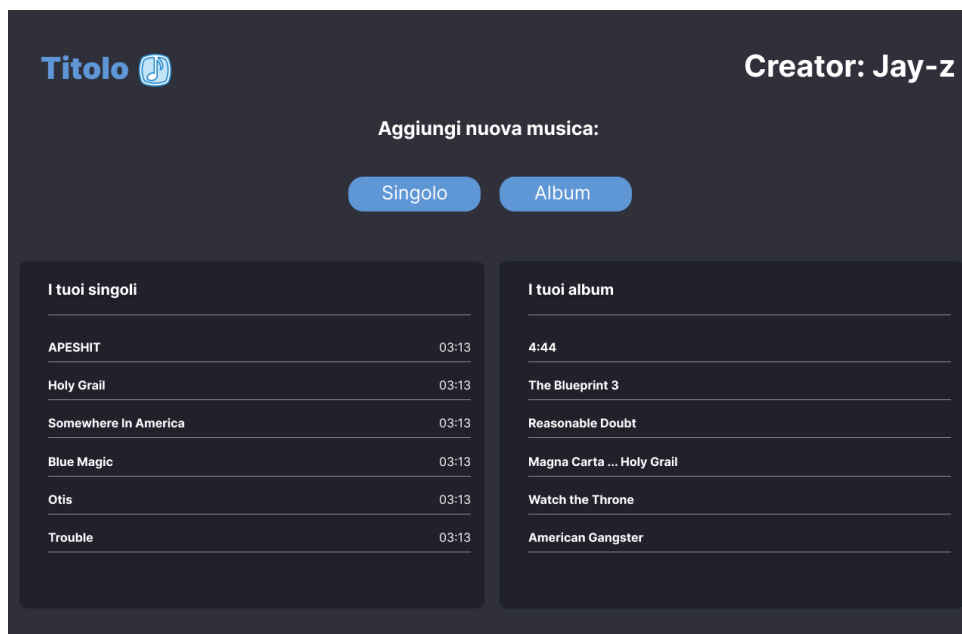 Titolo
Creator: Jay-z
Aggiungi nuova musica:
Singolo
Album
I tuoi singoli
APESHIT 03:13
Holy Grail 03:13
Somewhere In America 03:13
Blue Magic 03:13
Otis 03:13
Trouble 03:13
I tuoi album
4:44
The Blueprint 3
Reasonable Doubt
Magna Carta ... Holy Grail
Watch the Throne
American Gangster